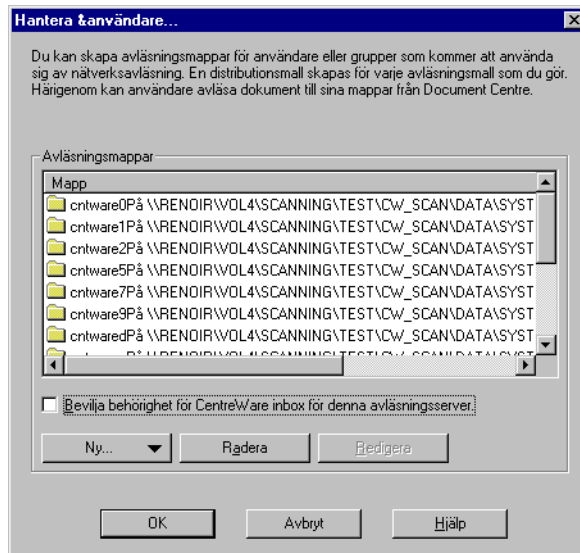 Hantera &användare...
Du kan skapa avläsningsmappar för användare eller grupper som kommer att använda
sig av nätverksavläsning. En distributionsmall skapas för varje avläsningsmall som du gör.
Härigenom kan användare avläsa dokument till sina mappar från Document Centre.
Avläsningsmappar
Mapp
cntware0På \\RENOIR\VOL4\SCANNING\TEST\CW_SCAN\DATA\SYST
cntware1På \\RENOIR\VOL4\SCANNING\TEST\CW_SCAN\DATA\SYST
cntware2På \\RENOIR\VOL4\SCANNING\TEST\CW_SCAN\DATA\SYST
cntware5På \\RENOIR\VOL4\SCANNING\TEST\CW_SCAN\DATA\SYST
cntware7På \\RENOIR\VOL4\SCANNING\TEST\CW_SCAN\DATA\SYST
cntware9På \\RENOIR\VOL4\SCANNING\TEST\CW_SCAN\DATA\SYST
cntwaredPå \\RENOIR\VOL4\SCANNING\TEST\CW_SCAN\DATA\SYST
Bevilja behörighet för CentreWare inbox för denna avläsningsserver.
Ny... Radera Redigera
OK Avbryt Hjälp